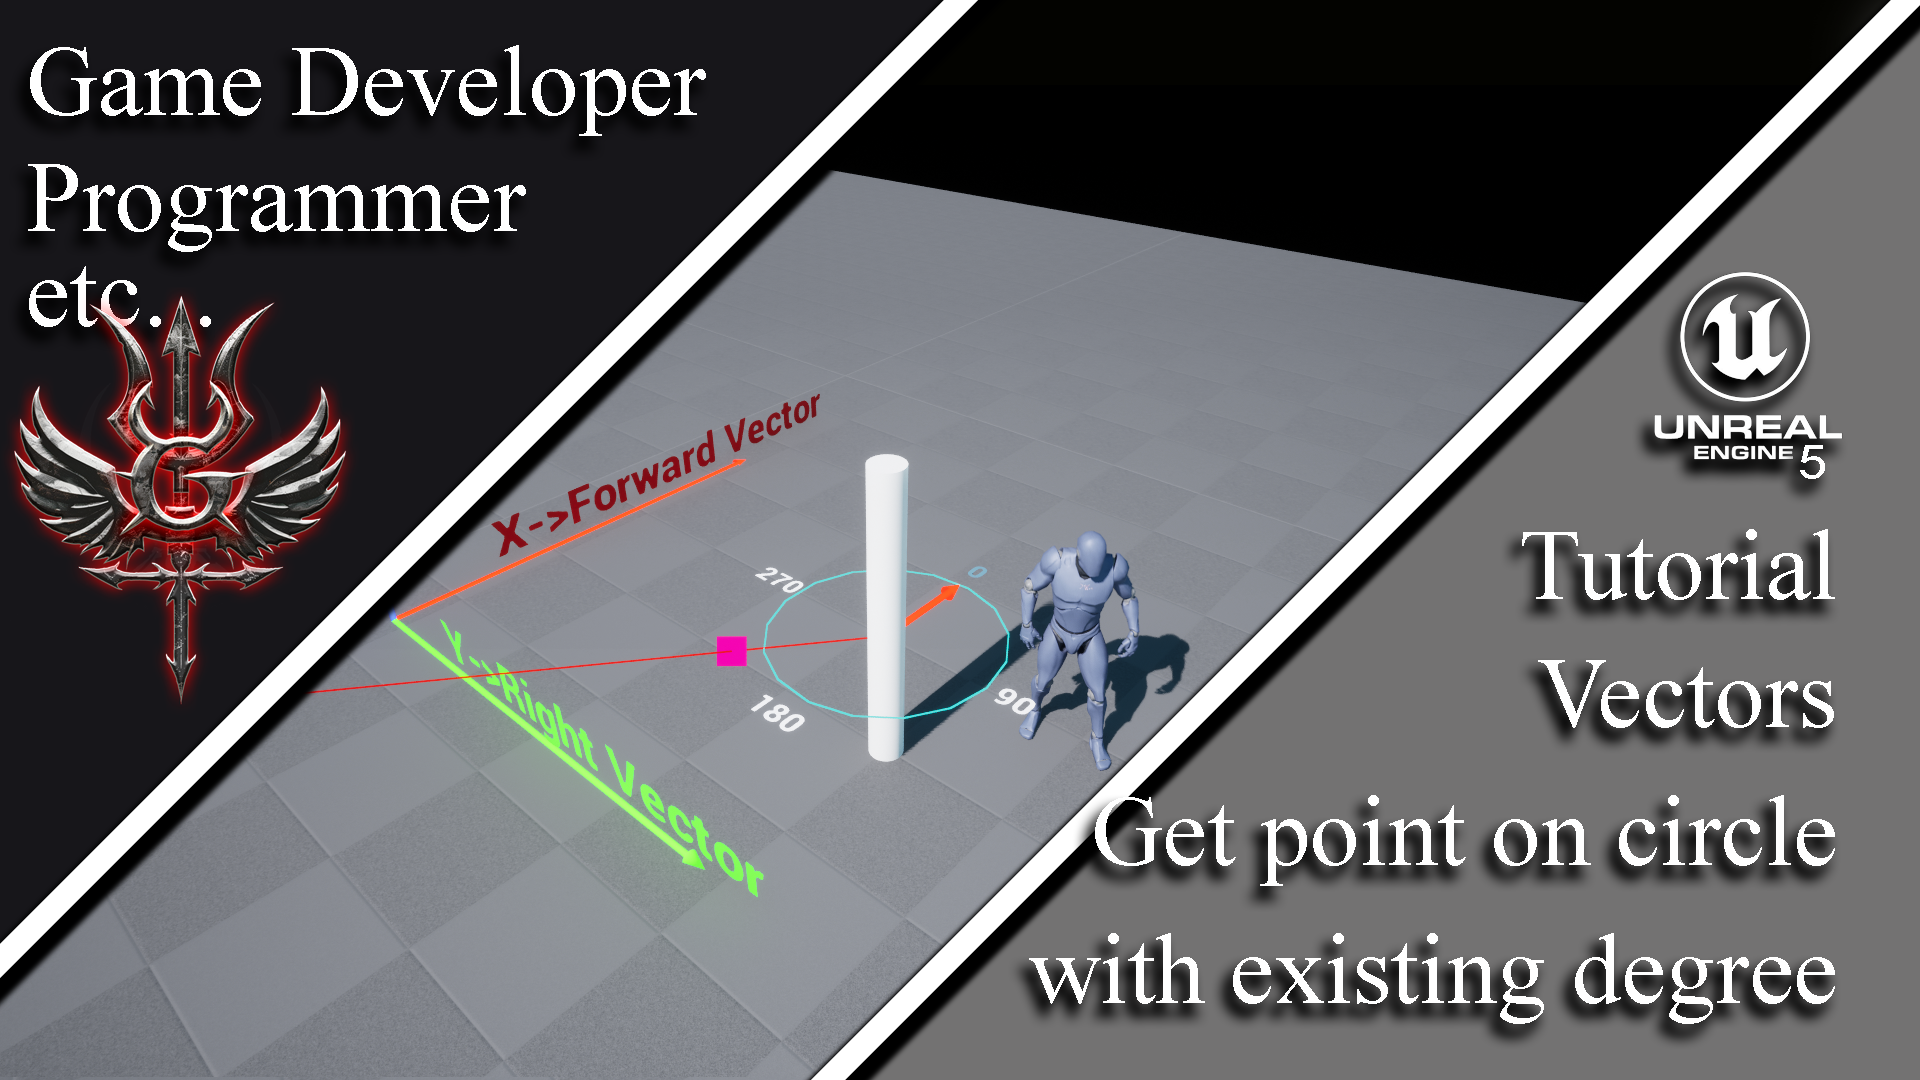 Game Developer
Programmer
etc...
X->Forward Vector
270
0
90
180
Y->Right Vector
UNREAL
ENGINE 5
Tutorial
Vectors
Get point on circle
with existing degree